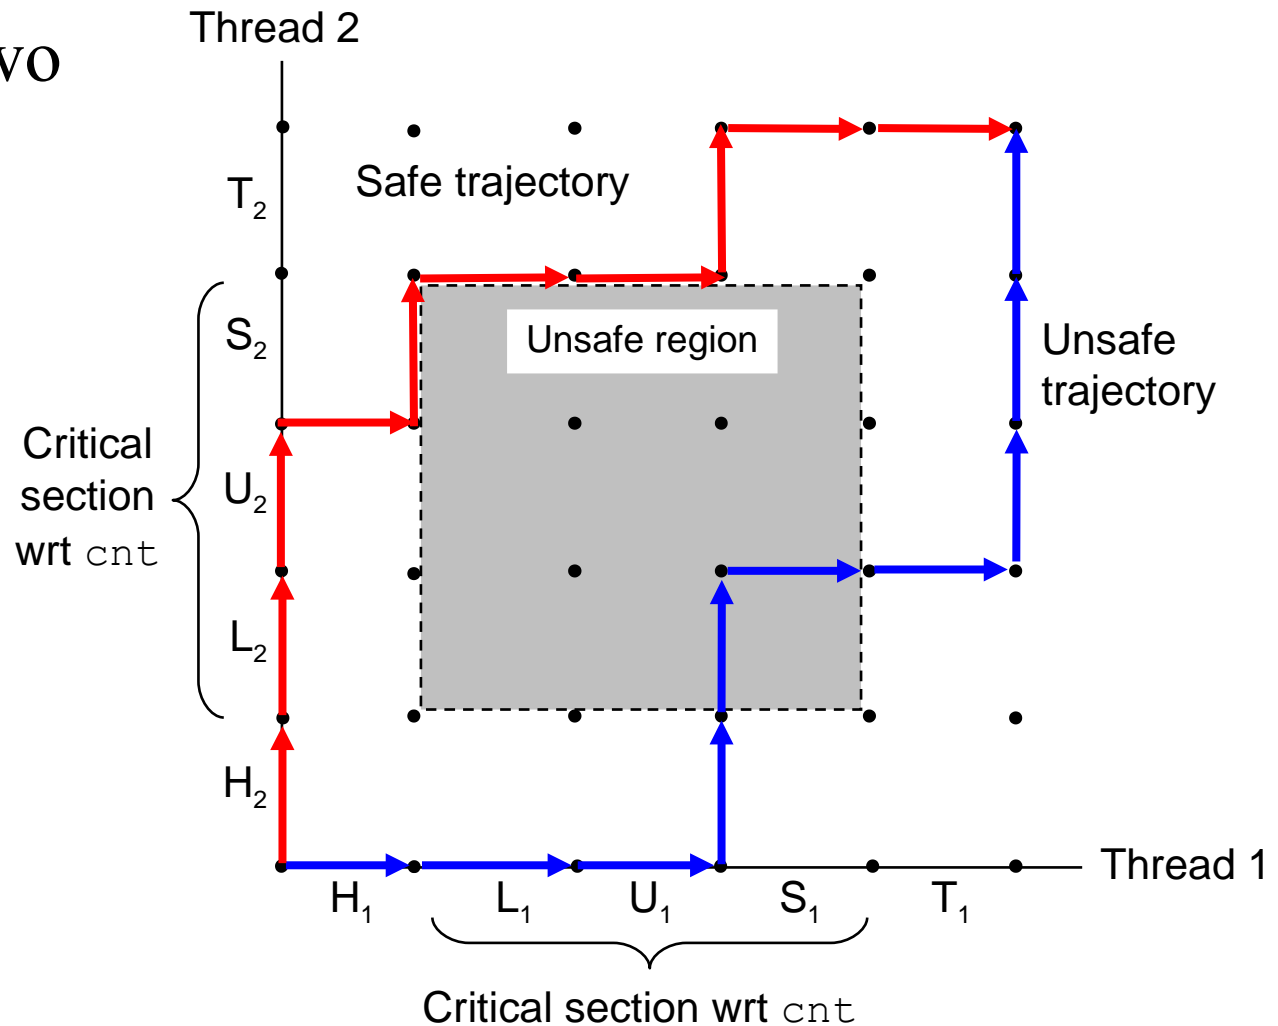 Thread 2
wo
Safe trajectory
T2
S2
Unsafe region
Unsafe
trajectory
Critical
section
wrt cnt
U2
L2
H2
Thread 1
H1 L1 U1 S1 T1
Critical section wrt cnt